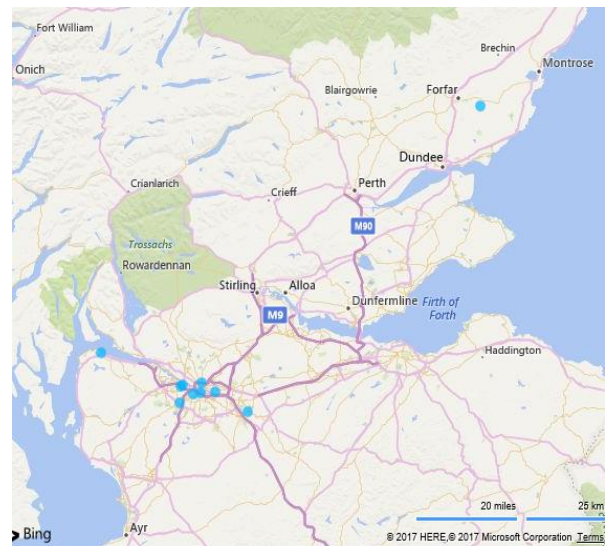 Fort William
Onich
Brechin
Montrose
Forfar
Blairgowrie
Dundee
Crianlarich
Crieff
Perth
M90
Trossachs
Rowardennan
Stirling
Alloa
M9
Dunfermline
Firth of
Forth
Haddington
Ayr
20 miles
25 km
Bing
© 2017 HERE,© 2017 Microsoft Corporation Terms